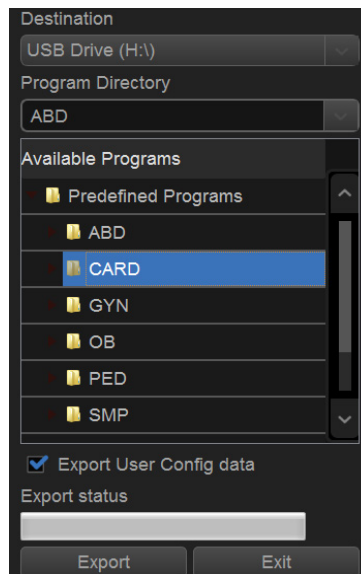 Destination
USB Drive (H:\)
Program Directory
ABD
Available Programs
Predefined Programs
ABD
CARD
GYN
OB
PED
SMP
Export User Config data
Export status
Export Exit